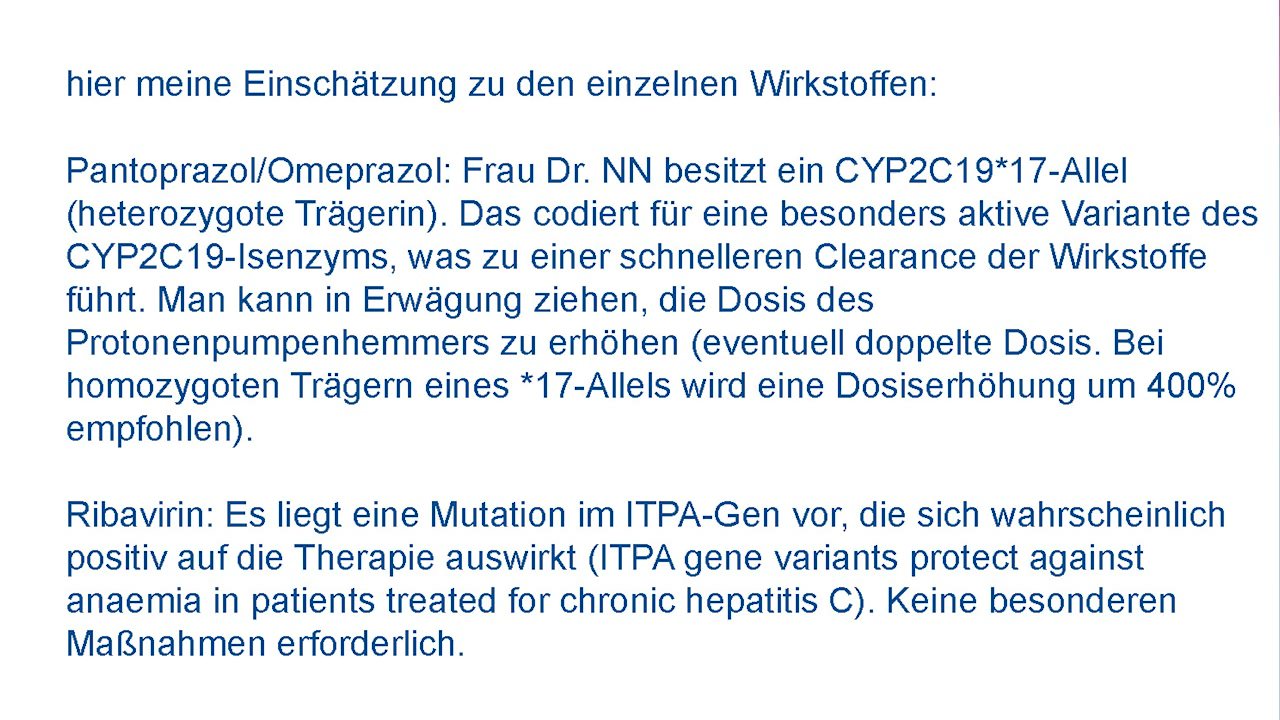 hier meine Einschätzung zu den einzelnen Wirkstoffen:
Pantoprazol/Omeprazol: Frau Dr. NN besitzt ein CYP2C19*17-Allel
(heterozygote Trägerin). Das codiert für eine besonders aktive Variante des
CYP2C19-Isenzyms, was zu einer schnelleren Clearance der Wirkstoffe
führt. Man kann in Erwägung ziehen, die Dosis des
Protonenpumpenhemmers zu erhöhen (eventuell doppelte Dosis. Bei
homozygoten Trägern eines *17-Allels wird eine Dosiserhöhung um 400%
empfohlen).
Ribavirin: Es liegt eine Mutation im ITPA-Gen vor, die sich wahrscheinlich
positiv auf die Therapie auswirkt (ITPA gene variants protect against
anaemia in patients treated for chronic hepatitis C). Keine besonderen
Maßnahmen erforderlich.